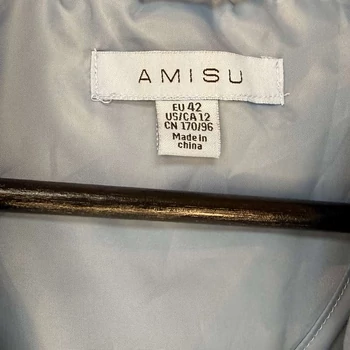 AMISU
EU 42
US/CA 12
CN 170/96
Made in
china